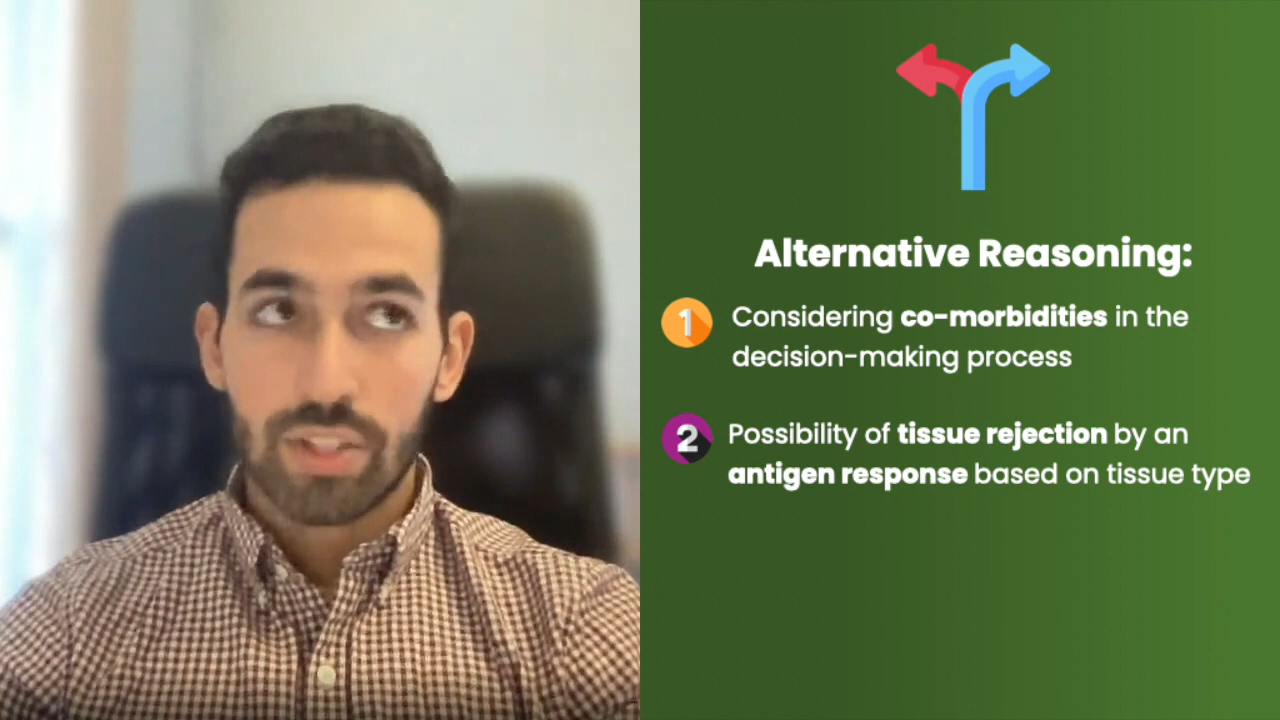 Alternative Reasoning:
1 Considering co-morbidities in the
decision-making process
2 Possibility of tissue rejection by an
antigen response based on tissue type